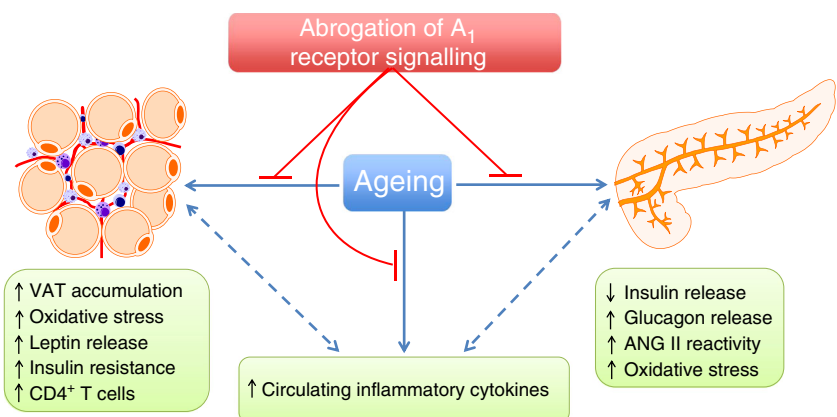 Abrogation of A₁
receptor signalling
Ageing
↑ VAT accumulation
↑ Oxidative stress
↑ Leptin release
↑ Insulin resistance
↑ CD4⁺ T cells
↑ Circulating inflammatory cytokines
↓ Insulin release
↑ Glucagon release
↑ ANG II reactivity
↑ Oxidative stress